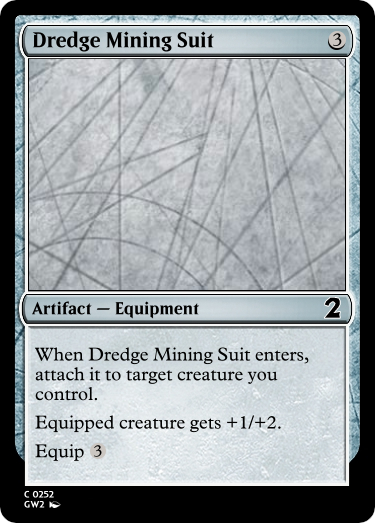 Dredge Mining Suit 3
Artifact — Equipment 2
When Dredge Mining Suit enters,
attach it to target creature you
control.
Equipped creature gets +1/+2.
Equip 3
C 0252
GW2